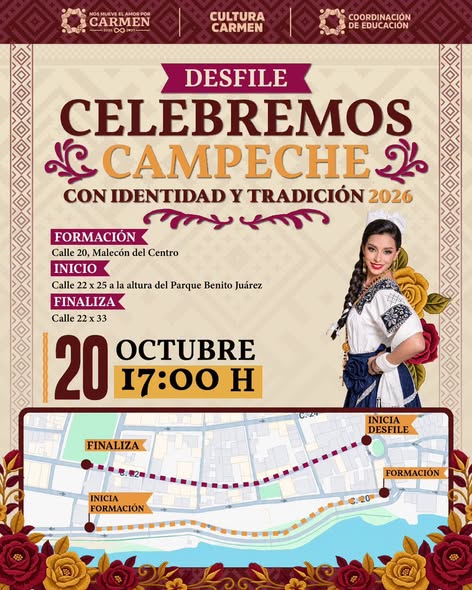 NOS MUEVE EL AMOR POR
CARMEN
CULTURA
CARMEN
COORDINACIÓN
DE EDUCACIÓN
DESFILE
CELEBREMOS
CAMPECHE
CON IDENTIDAD Y TRADICIÓN 2026
FORMACIÓN
Calle 20, Malecón del Centro
INICIO
Calle 22 x 25 a la altura del Parque Benito Juárez
FINALIZA
Calle 22 x 33
20 OCTUBRE
17:00 H
INICIA
DESFILE
FINALIZA
FORMACIÓN
INICIA
FORMACIÓN
C. 20